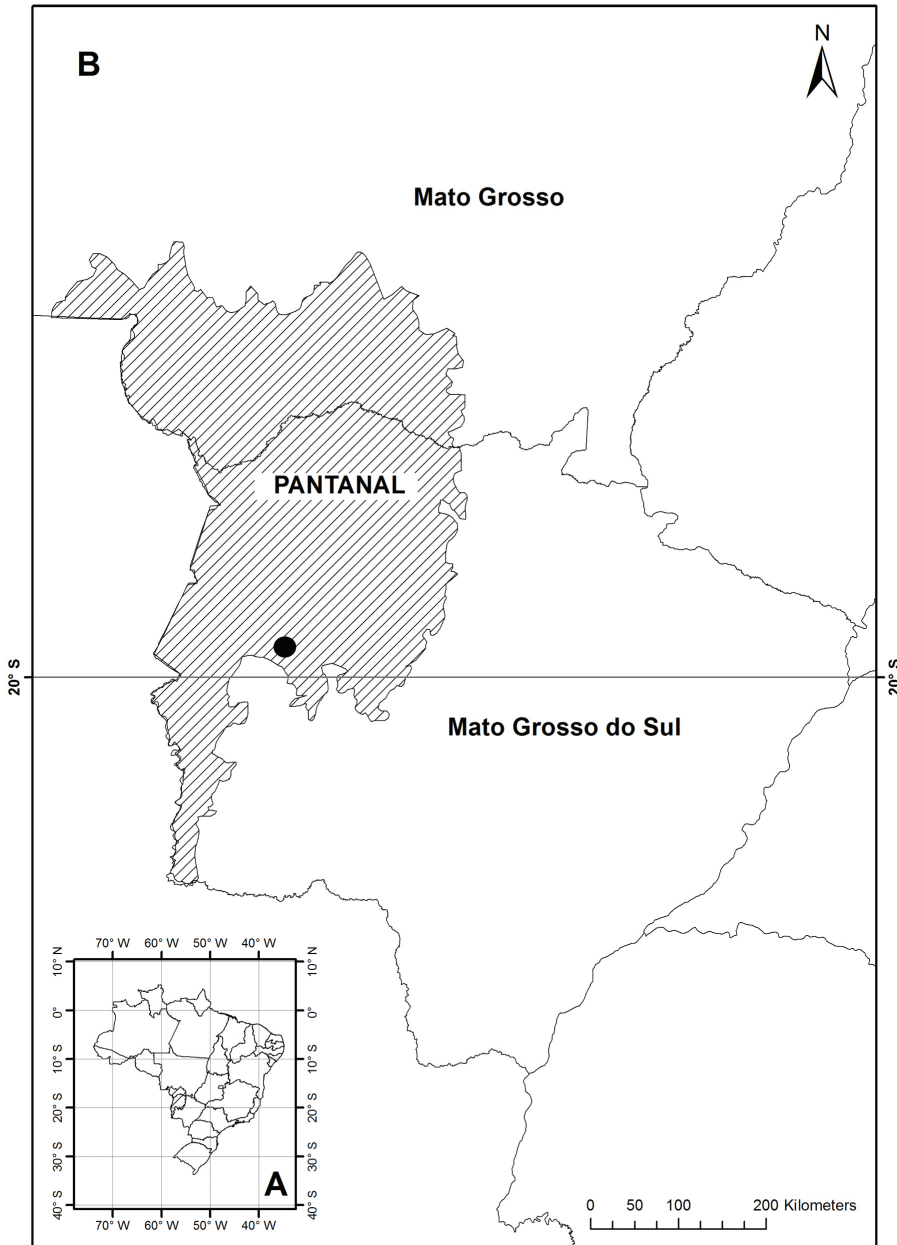 B
N
Mato Grosso
PANTANAL
20° S
20° S
Mato Grosso do Sul
70° W 60° W 50° W 40° W
10° N
10° N
0°
0°
10° S
10° S
20° S
20° S
30° S
30° S
40° S
40° S
A
70° W 60° W 50° W 40° W
0 50 100 200 Kilometers